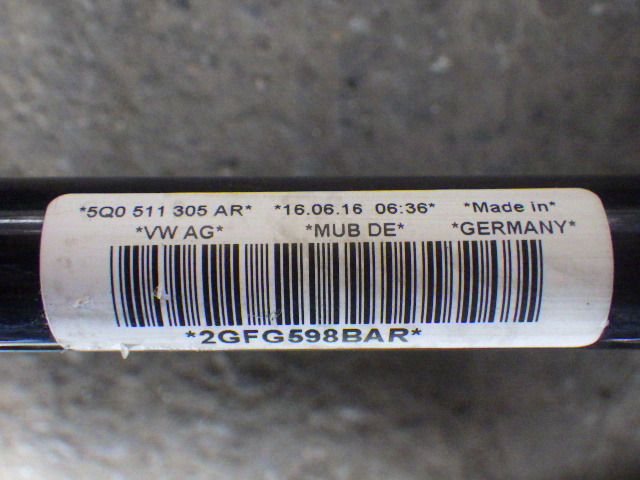 *5Q0 511 305 AR* *16.06.16 06:36* *Made in*
*VW AG* *MUB DE* *GERMANY*
*2GFG598BAR*